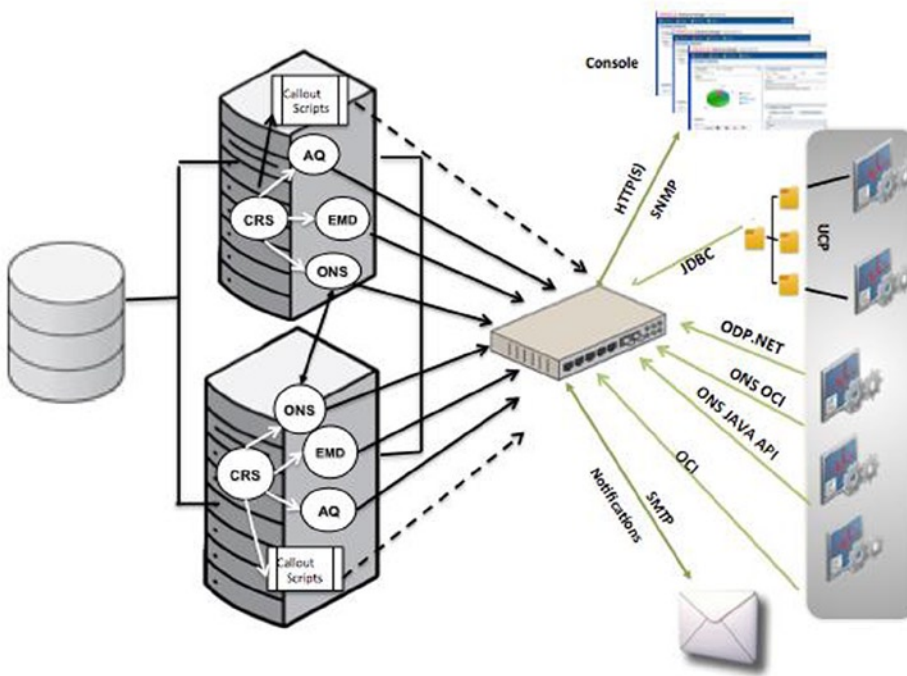 Callout
Scripts
AQ
CRS
EMD
ONS
ONS
EMD
CRS
AQ
Callout
Scripts
Console
HTTP(S)
SNMP
JDBC
UCP
ODP.NET
ONS OCI
ONS JAVA API
OCI
SMTP
Notifications